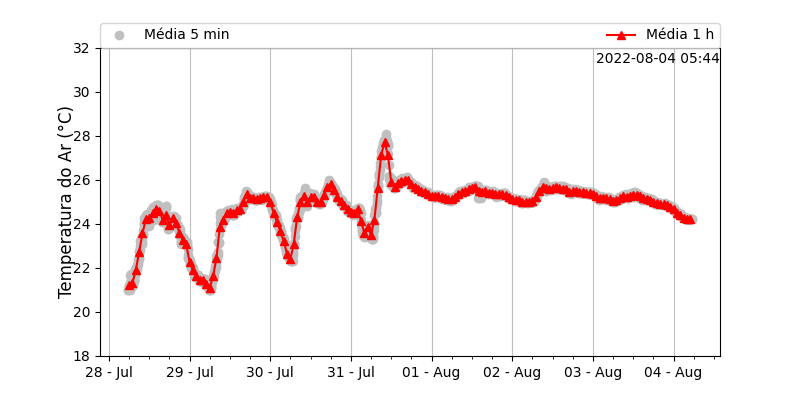 Média 5 min
Média 1 h
2022-08-04 05:44
Temperatura do Ar (°C)
32
30
28
26
24
22
20
18
28 - Jul
29 - Jul
30 - Jul
31 - Jul
01 - Aug
02 - Aug
03 - Aug
04 - Aug